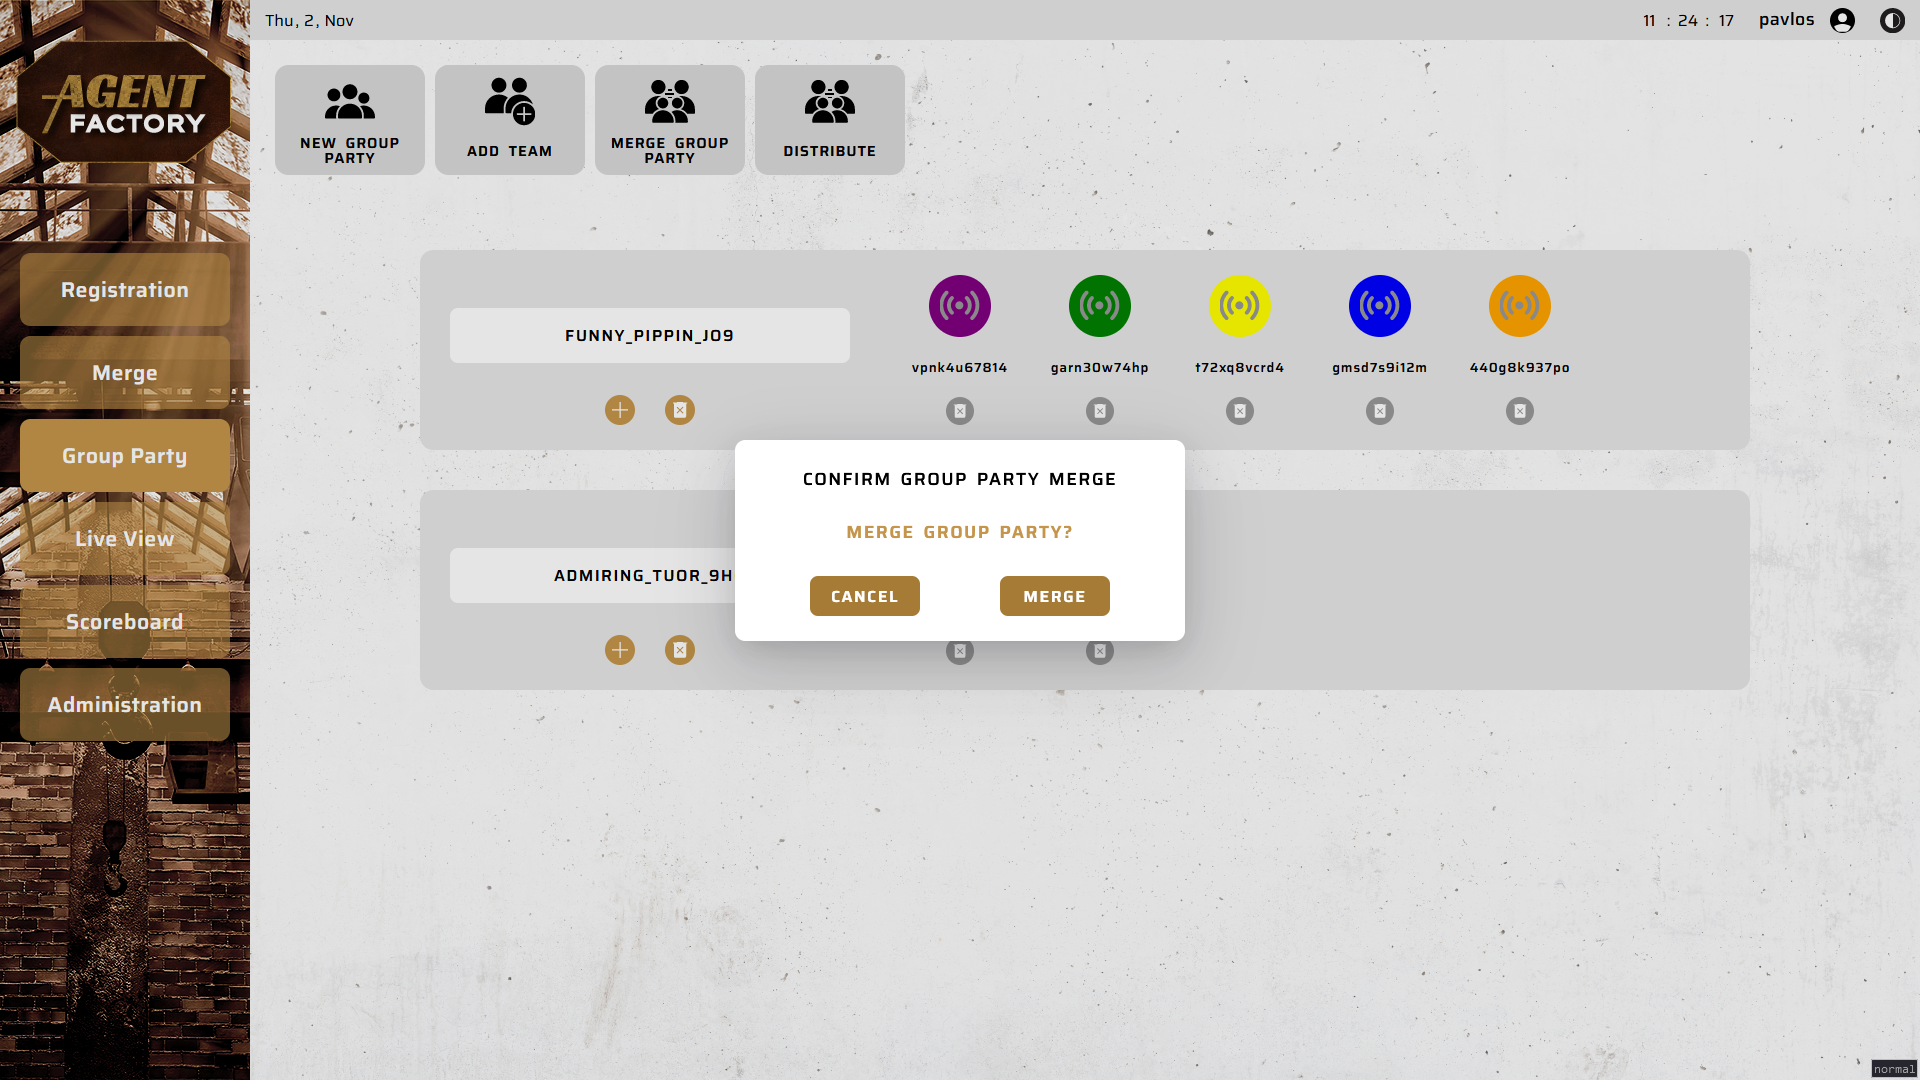 Thu, 2, Nov
11 : 24 : 17
pavlos
AGENT
FACTORY
NEW GROUP
PARTY
ADD TEAM
MERGE GROUP
PARTY
DISTRIBUTE
Registration
Merge
Group Party
Live View
Scoreboard
Administration
FUNNY_PIPPIN_JO9
vpnk4u67814
garn30w74hp
t72xq8vcrd4
gmsd7s9i12m
440g8k937po
CONFIRM GROUP PARTY MERGE
MERGE GROUP PARTY?
CANCEL
MERGE
ADMIRING_TUOR_9H
normal